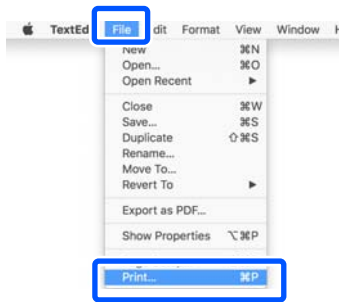 TextEd File dit Format View Window
New ⌘N
Open... ⌘O
Open Recent ▶
Close ⌘W
Save... ⌘S
Duplicate ⇧⌘S
Rename...
Move To...
Revert To ▶
Export as PDF...
Show Properties ⌥⌘P
Print... ⌘P